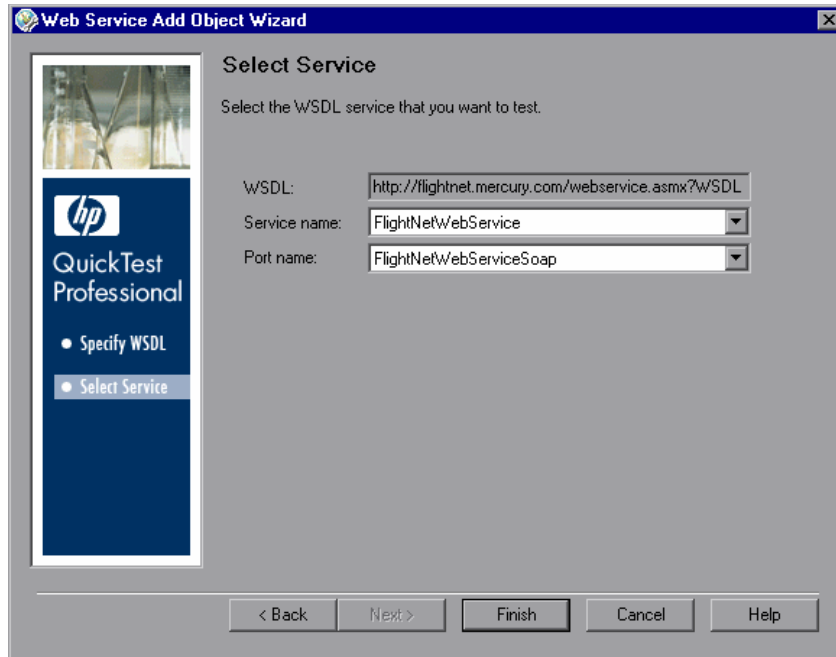 Web Service Add Object Wizard
Select Service
Select the WSDL service that you want to test.
WSDL: http://flightnet.mercury.com/webservice.asmx?WSDL
Service name: FlightNetWebService
Port name: FlightNetWebServiceSoap
hp
QuickTest
Professional
Specify WSDL
Select Service
< Back Next > Finish Cancel Help